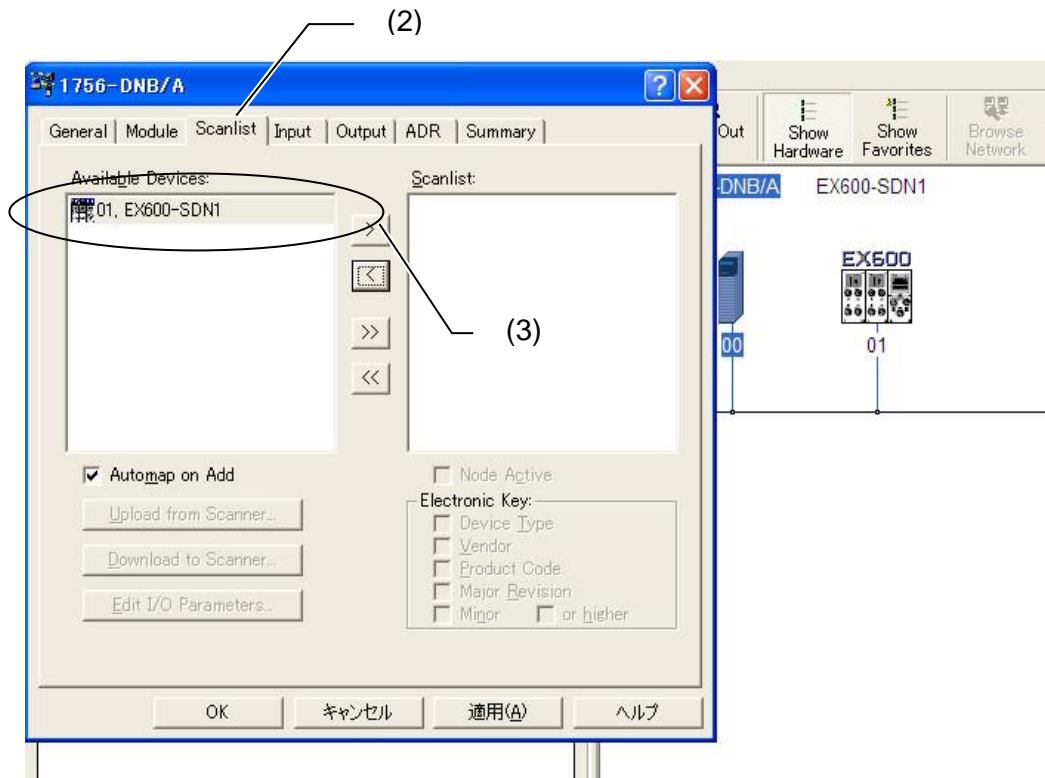 (2)
1756-DNB/A
General Module Scanlist Input Output ADR Summary
Available Devices:
01, EX600-SDN1
Scanlist:
>
<
>>
<<
(3)
Automap on Add
Upload from Scanner...
Download to Scanner...
Edit I/O Parameters...
Node Active
Electronic Key:
Device Type
Vendor
Product Code
Major Revision
Minor or higher
OK キャンセル 適用(A) ヘルプ
Out
Show Hardware
Show Favorites
Browse Network
-DNB/A EX600-SDN1
EX600
00 01